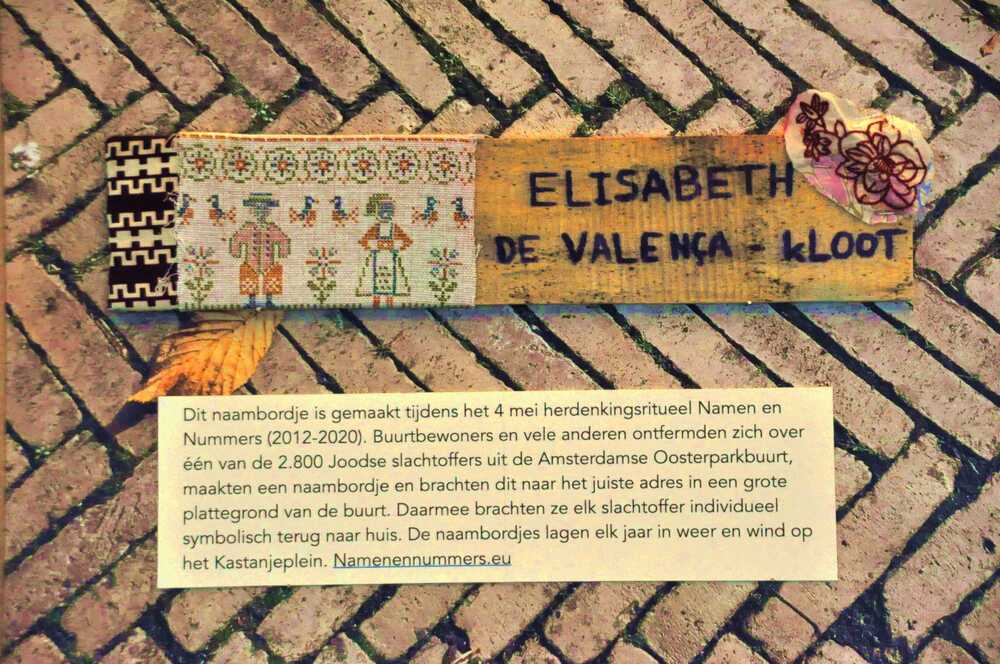 ELISABETH
DE VALENÇA - kLOOT
Dit naambordje is gemaakt tijdens het 4 mei herdenkingsritueel Namen en
Nummers (2012-2020). Buurtbewoners en vele anderen ontfermden zich over
één van de 2.800 Joodse slachtoffers uit de Amsterdamse Oosterparkbuurt,
maakten een naambordje en brachten dit naar het juiste adres in een grote
plattegrond van de buurt. Daarmee brachten ze elk slachtoffer individueel
symbolisch terug naar huis. De naambordjes lagen elk jaar in weer en wind op
het Kastanjeplein. Namenennummers.eu